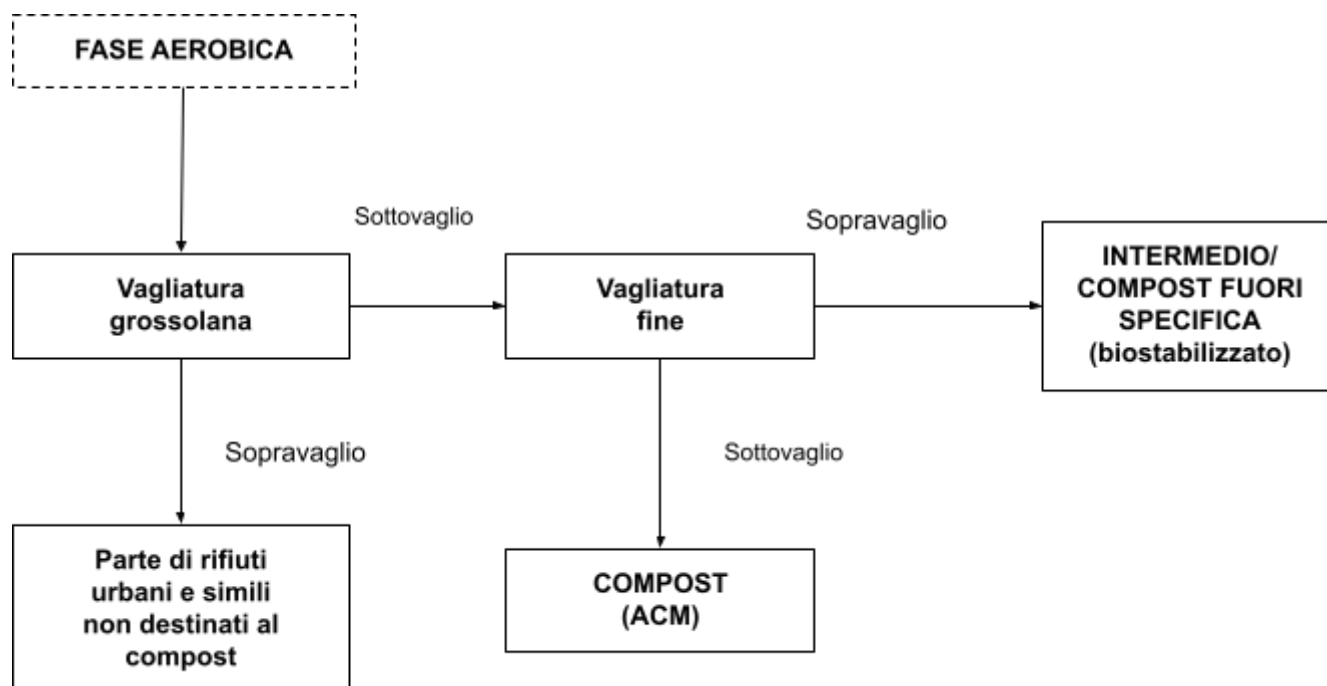 FASE AEROBICA
Sottovaglio
Sopravaglio
Vagliatura
grossolana
Vagliatura
fine
INTERMEDIO/
COMPOST FUORI
SPECIFICA
(biostabilizzato)
Sopravaglio
Sottovaglio
Parte di rifiuti
urbani e simili
non destinati al
compost
COMPOST
(ACM)